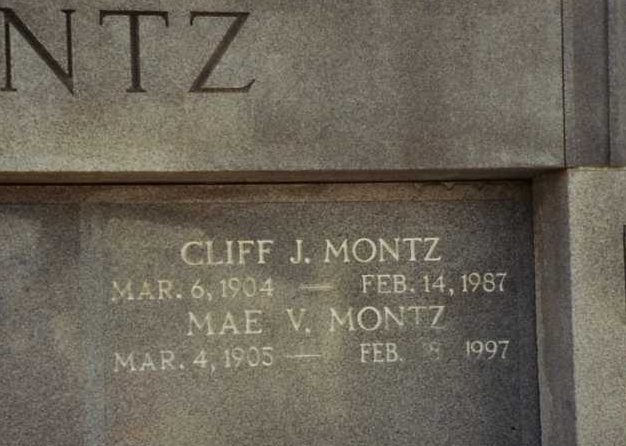 NTZ
CLIFF J. MONTZ
MAR. 6, 1904 — FEB. 14, 1987
MAE V. MONTZ
MAR. 4, 1905 — FEB. 1997